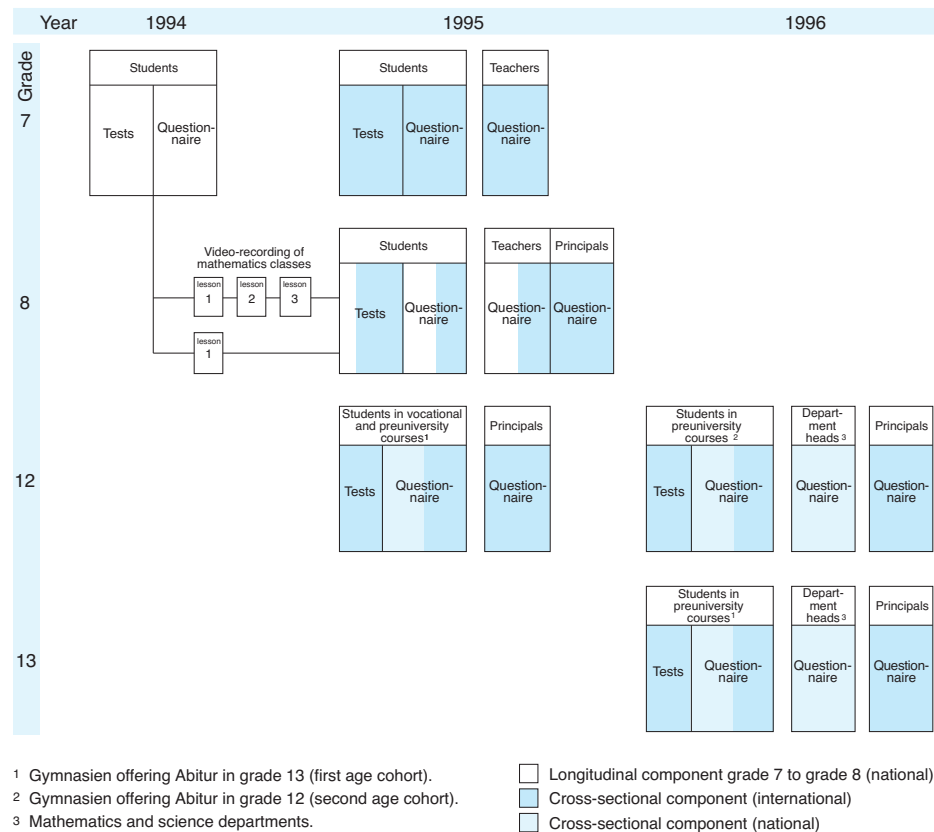 Year 1994 1995 1996
Grade
7
Students
Tests
Question-
naire
Students
Tests
Question-
naire
Teachers
Question-
naire
8
Video-recording of
mathematics classes
lesson
1
lesson
2
lesson
3
lesson
1
Students
Tests
Question-
naire
Teachers
Question-
naire
Principals
Question-
naire
12
Students in vocational
and preuniversity
courses1
Tests
Question-
naire
Principals
Question-
naire
Students in
preuniversity
courses 2
Tests
Question-
naire
Depart-
ment
heads 3
Question-
naire
Principals
Question-
naire
13
Students in
preuniversity
courses1
Tests
Question-
naire
Depart-
ment
heads 3
Question-
naire
Principals
Question-
naire
1 Gymnasien offering Abitur in grade 13 (first age cohort).
2 Gymnasien offering Abitur in grade 12 (second age cohort).
3 Mathematics and science departments.
Longitudinal component grade 7 to grade 8 (national)
Cross-sectional component (international)
Cross-sectional component (national)